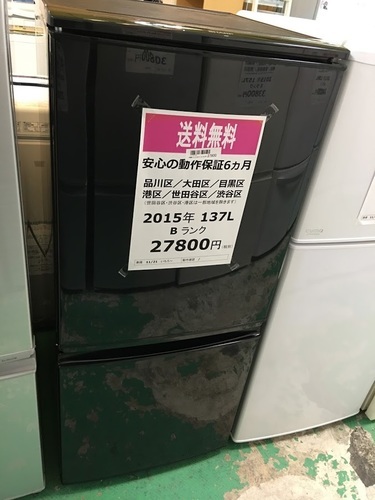 送料無料
安心の動作保証6ヵ月
品川区／大田区／目黒区
港区／世田谷区／渋谷区
2015年 137L
Bランク
27800円